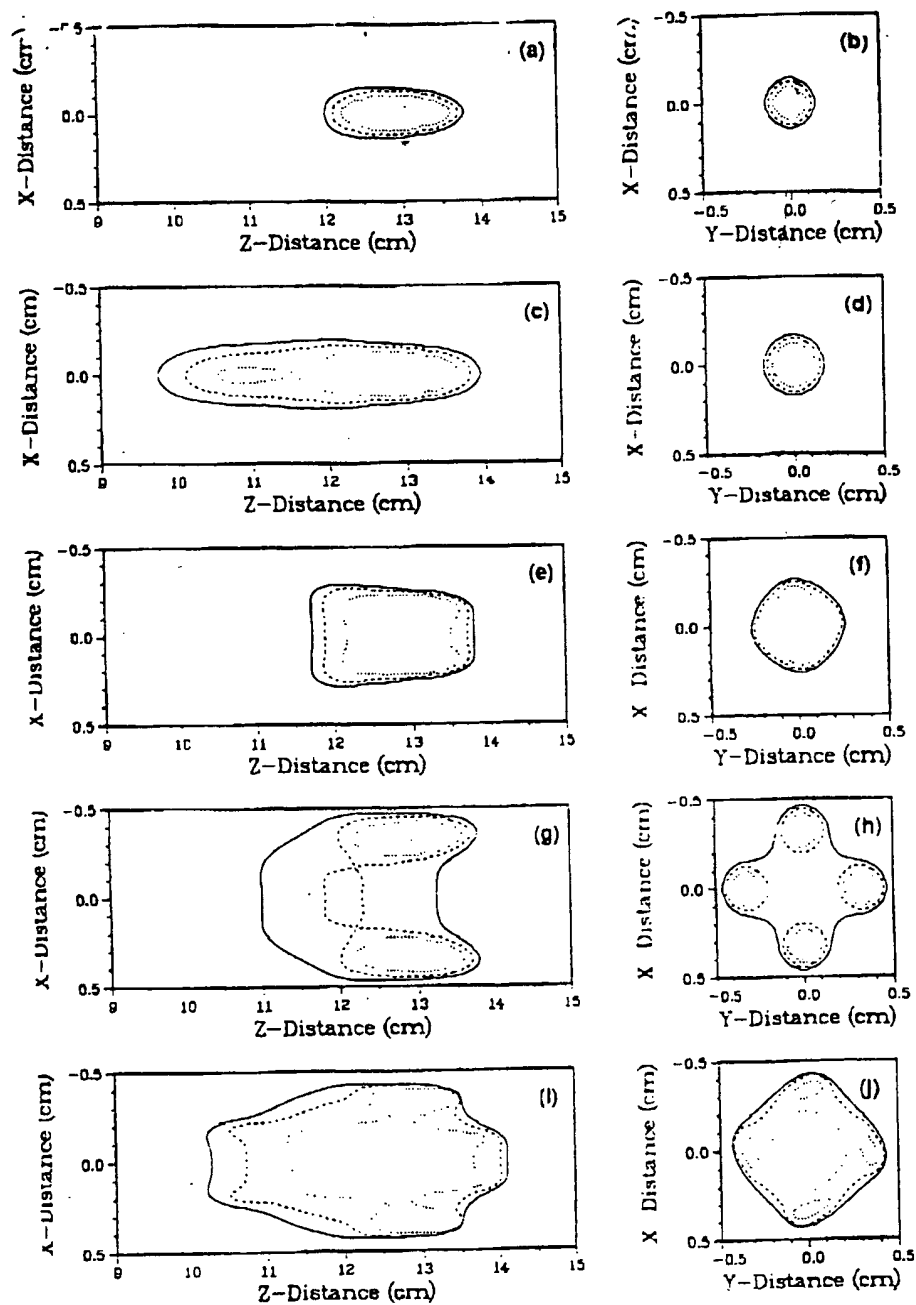 (a)
X-Distance (cm)
0.0
0.5
9 10 11 12 13 14 15
Z-Distance (cm)
(b)
-0.5
0.0
0.5
-0.5 0.0 0.5
Y-Distance (cm)
(c)
X-Distance (cm)
-0.5
0.0
0.5
10 11 12 13 14 15
Z-Distance (cm)
(d)
X-Distance (cm)
-0.5
0.0
0.5
-0.5 0.0 0.5
Y-Distance (cm)
(e)
X-Distance (cm)
-0.5
0.0
0.5
9 10 11 12 13 14 15
Z-Distance (cm)
(f)
X Distance (cm)
-0.5
0.0
0.5
-0.5 0.0 0.5
Y-Distance (cm)
(g)
X-Distance (cm)
-0.5
0.0
0.5
9 10 11 12 13 14 15
Z-Distance (cm)
(h)
X Distance (cm)
-0.5
0.0
0.5
-0.5 0.0 0.5
Y-Distance (cm)
(i)
X-Distance (cm)
-0.5
0.0
0.5
9 10 11 12 13 14 15
Z-Distance (cm)
(j)
X Distance (cm)
-0.5
0.0
0.5
-0.5 0.0 0.5
Y-Distance (cm)